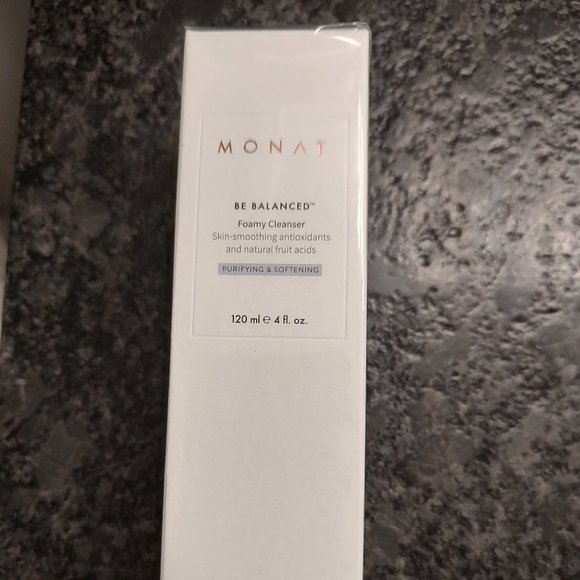 MONAT
BE BALANCED™
Foamy Cleanser
Skin-smoothing antioxidants
and natural fruit acids
PURIFYING & SOFTENING
120 ml ℮ 4 fl. oz.